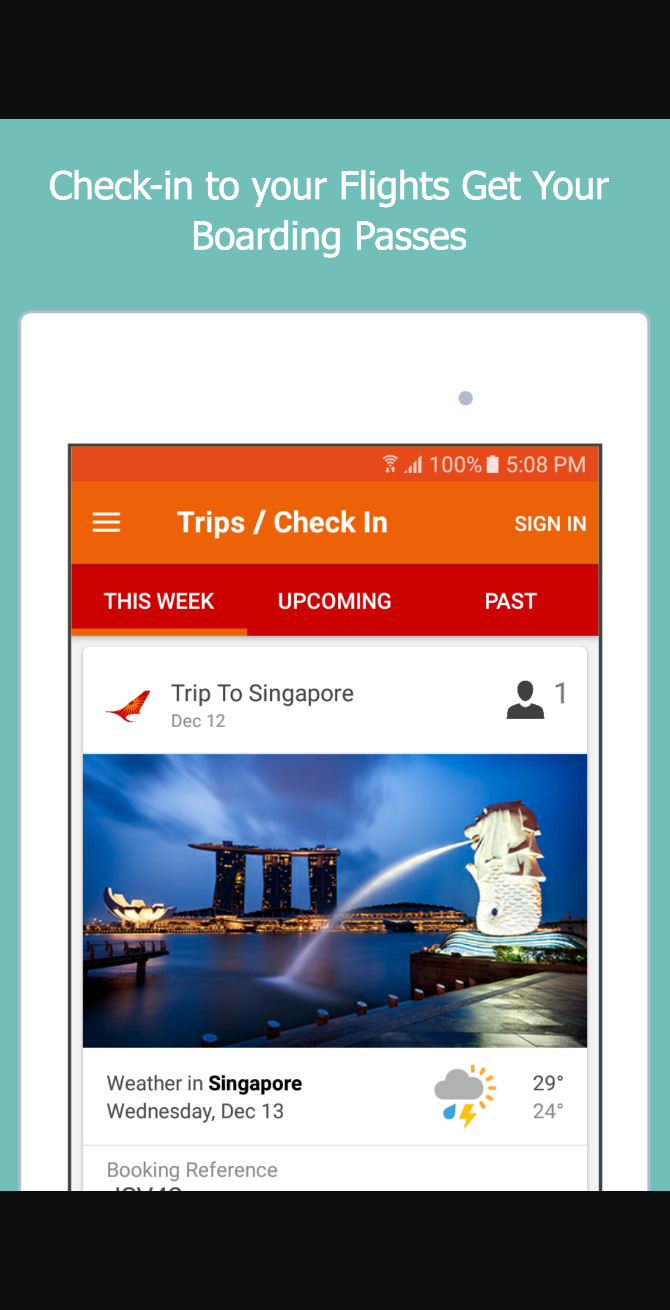 Check-in to your Flights Get Your
Boarding Passes
100% 5:08 PM
Trips / Check In SIGN IN
THIS WEEK UPCOMING PAST
Trip To Singapore 1
Dec 12
Weather in Singapore 29°
Wednesday, Dec 13 24°
Booking Reference